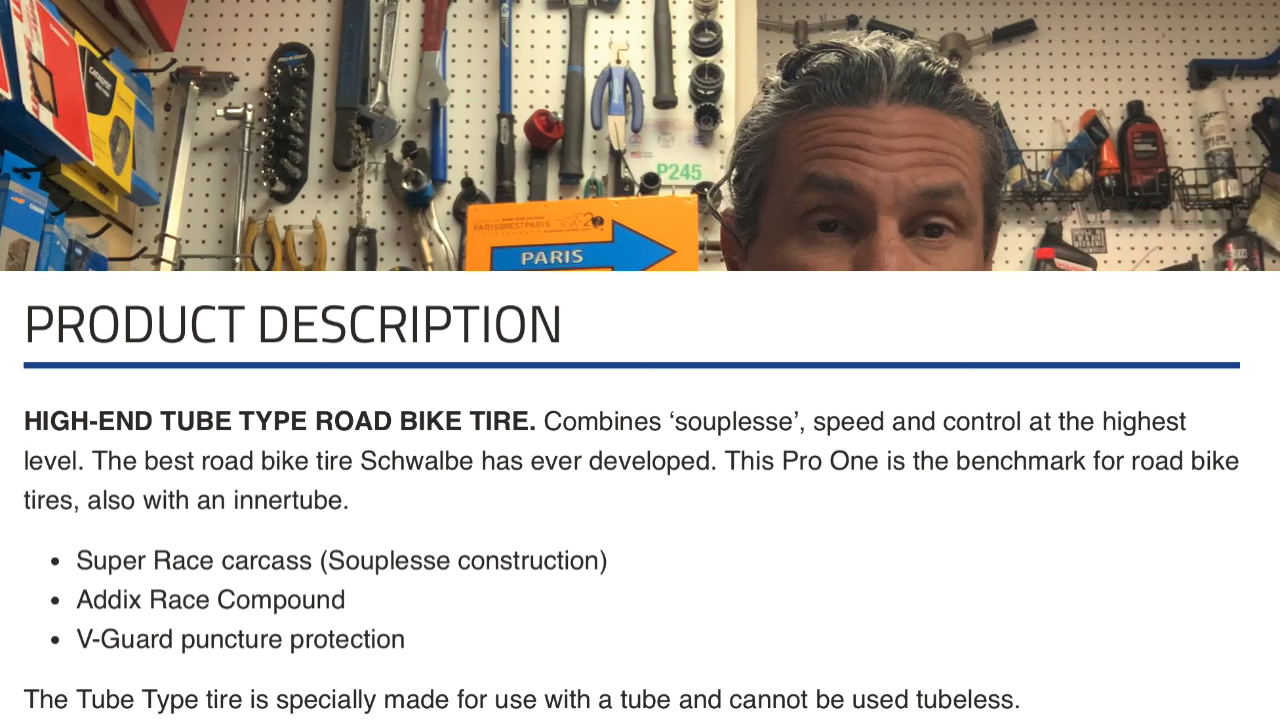 P245
PARISBRESTPARIS
PARIS
PRODUCT DESCRIPTION
HIGH-END TUBE TYPE ROAD BIKE TIRE. Combines ‘souplesse’, speed and control at the highest
level. The best road bike tire Schwalbe has ever developed. This Pro One is the benchmark for road bike
tires, also with an innertube.
• Super Race carcass (Souplesse construction)
• Addix Race Compound
• V-Guard puncture protection
The Tube Type tire is specially made for use with a tube and cannot be used tubeless.